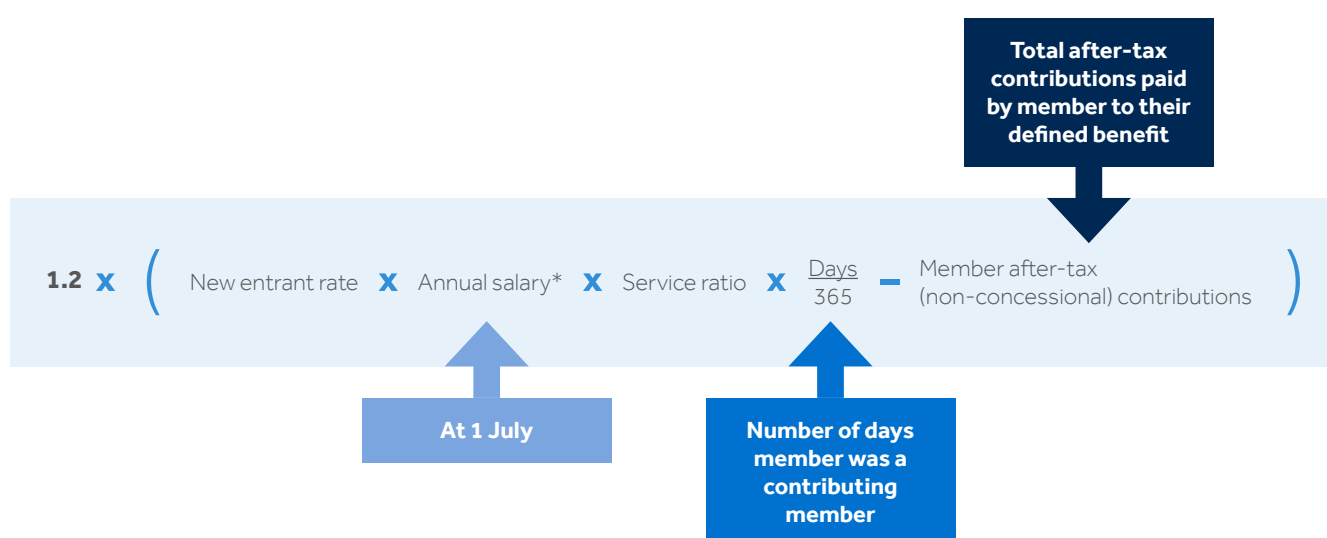 Total after-tax
contributions paid
by member to their
defined benefit
1.2 x ( New entrant rate x Annual salary* x Service ratio x Days
365 – Member after-tax
(non-concessional) contributions )
At 1 July
Number of days
member was a
contributing
member